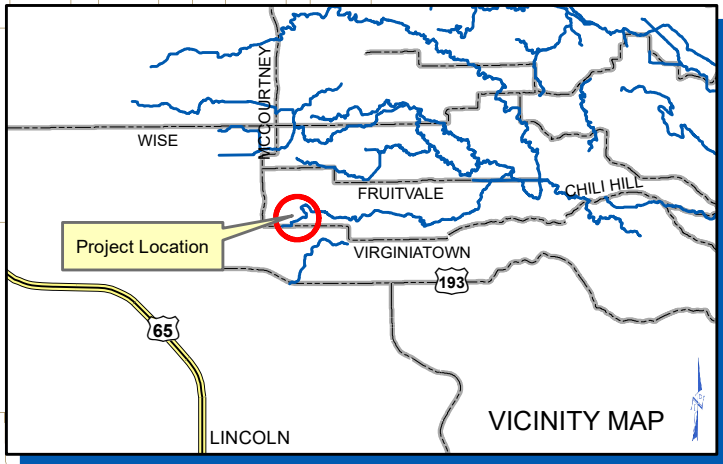 MCCOURTNEY
WISE
FRUITVALE
CHILI HILL
Project Location
VIRGINIATOWN
193
65
LINCOLN
VICINITY MAP